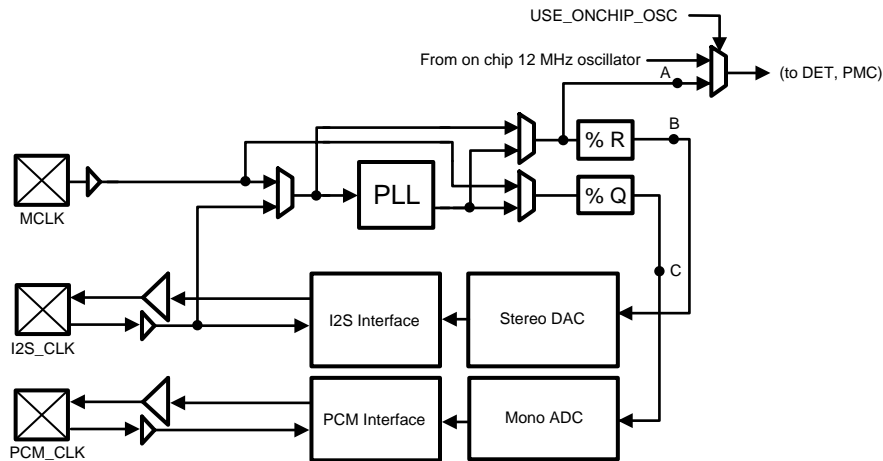 USE_ONCHIP_OSC
From on chip 12 MHz oscillator
A
(to DET, PMC)
B
% R
MCLK
PLL
% Q
C
I2S_CLK
I2S Interface
Stereo DAC
PCM_CLK
PCM Interface
Mono ADC